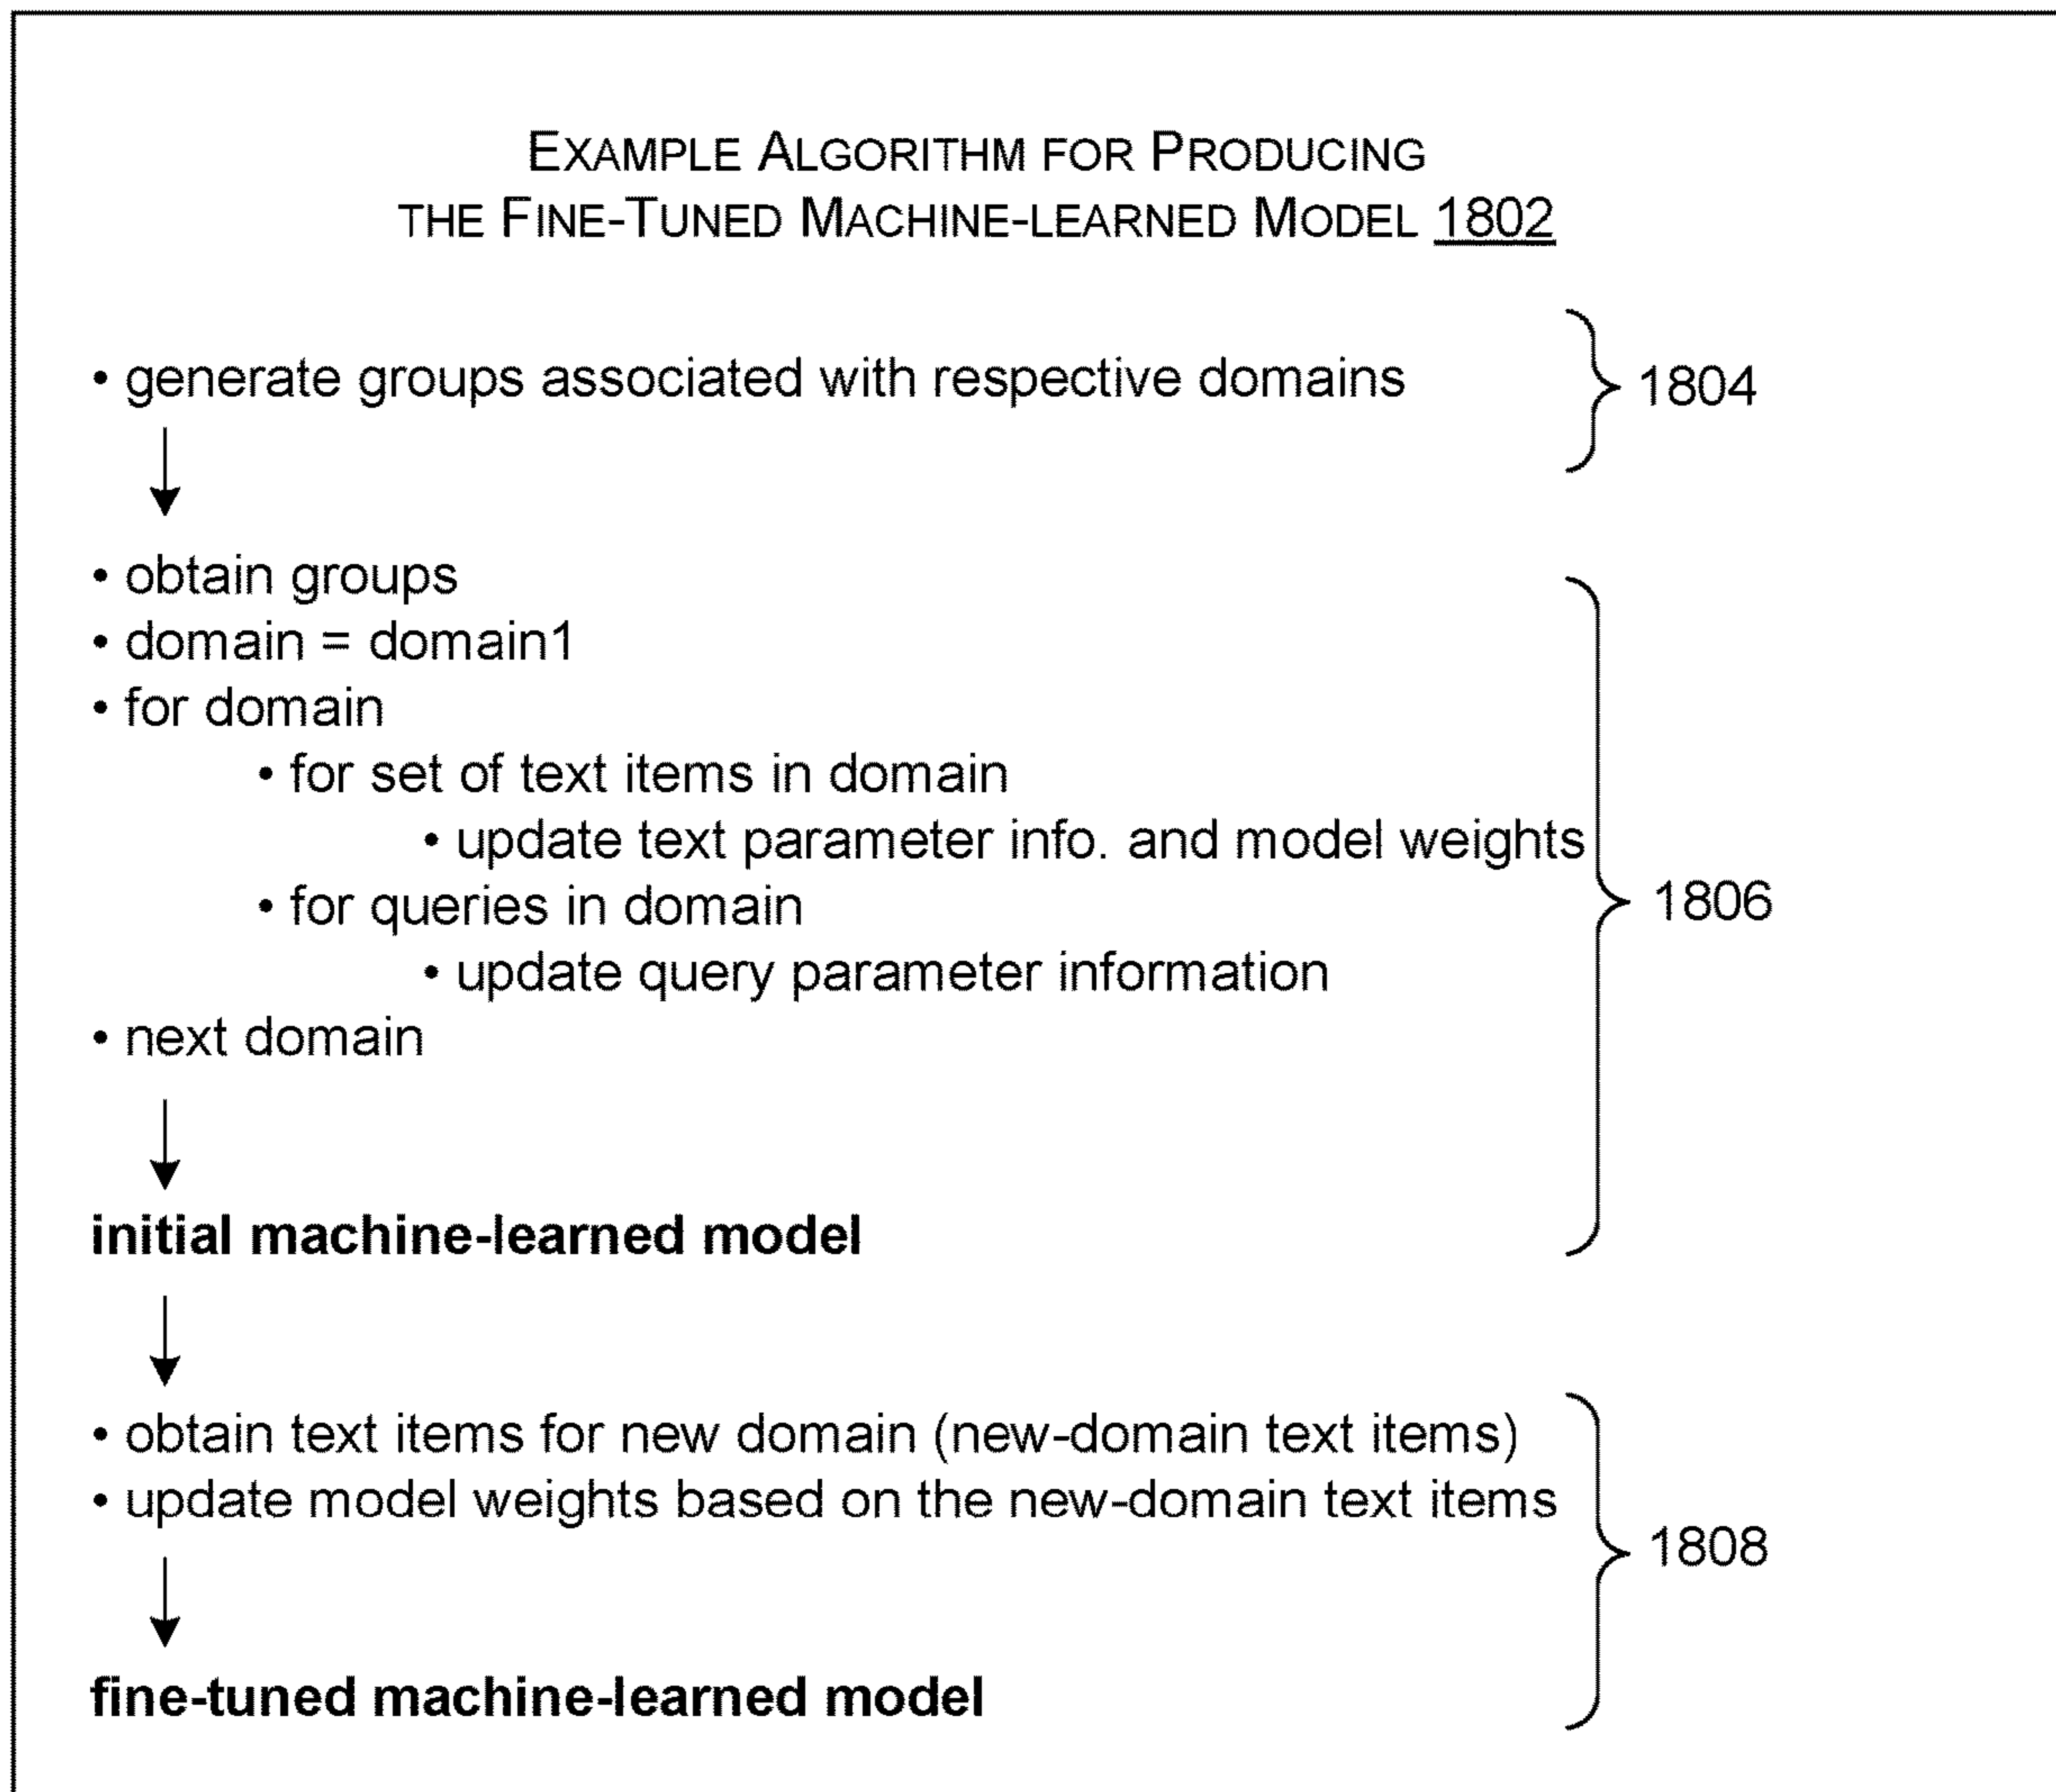 EXAMPLE ALGORITHM FOR PRODUCING
THE FINE-TUNED MACHINE-LEARNED MODEL 1802
• generate groups associated with respective domains
1804
• obtain groups
• domain = domain1
• for domain
• for set of text items in domain
• update text parameter info. and model weights
• for queries in domain
1806
• update query parameter information
• next domain
initial machine-learned model
• obtain text items for new domain (new-domain text items)
• update model weights based on the new-domain text items
1808
fine-tuned machine-learned model